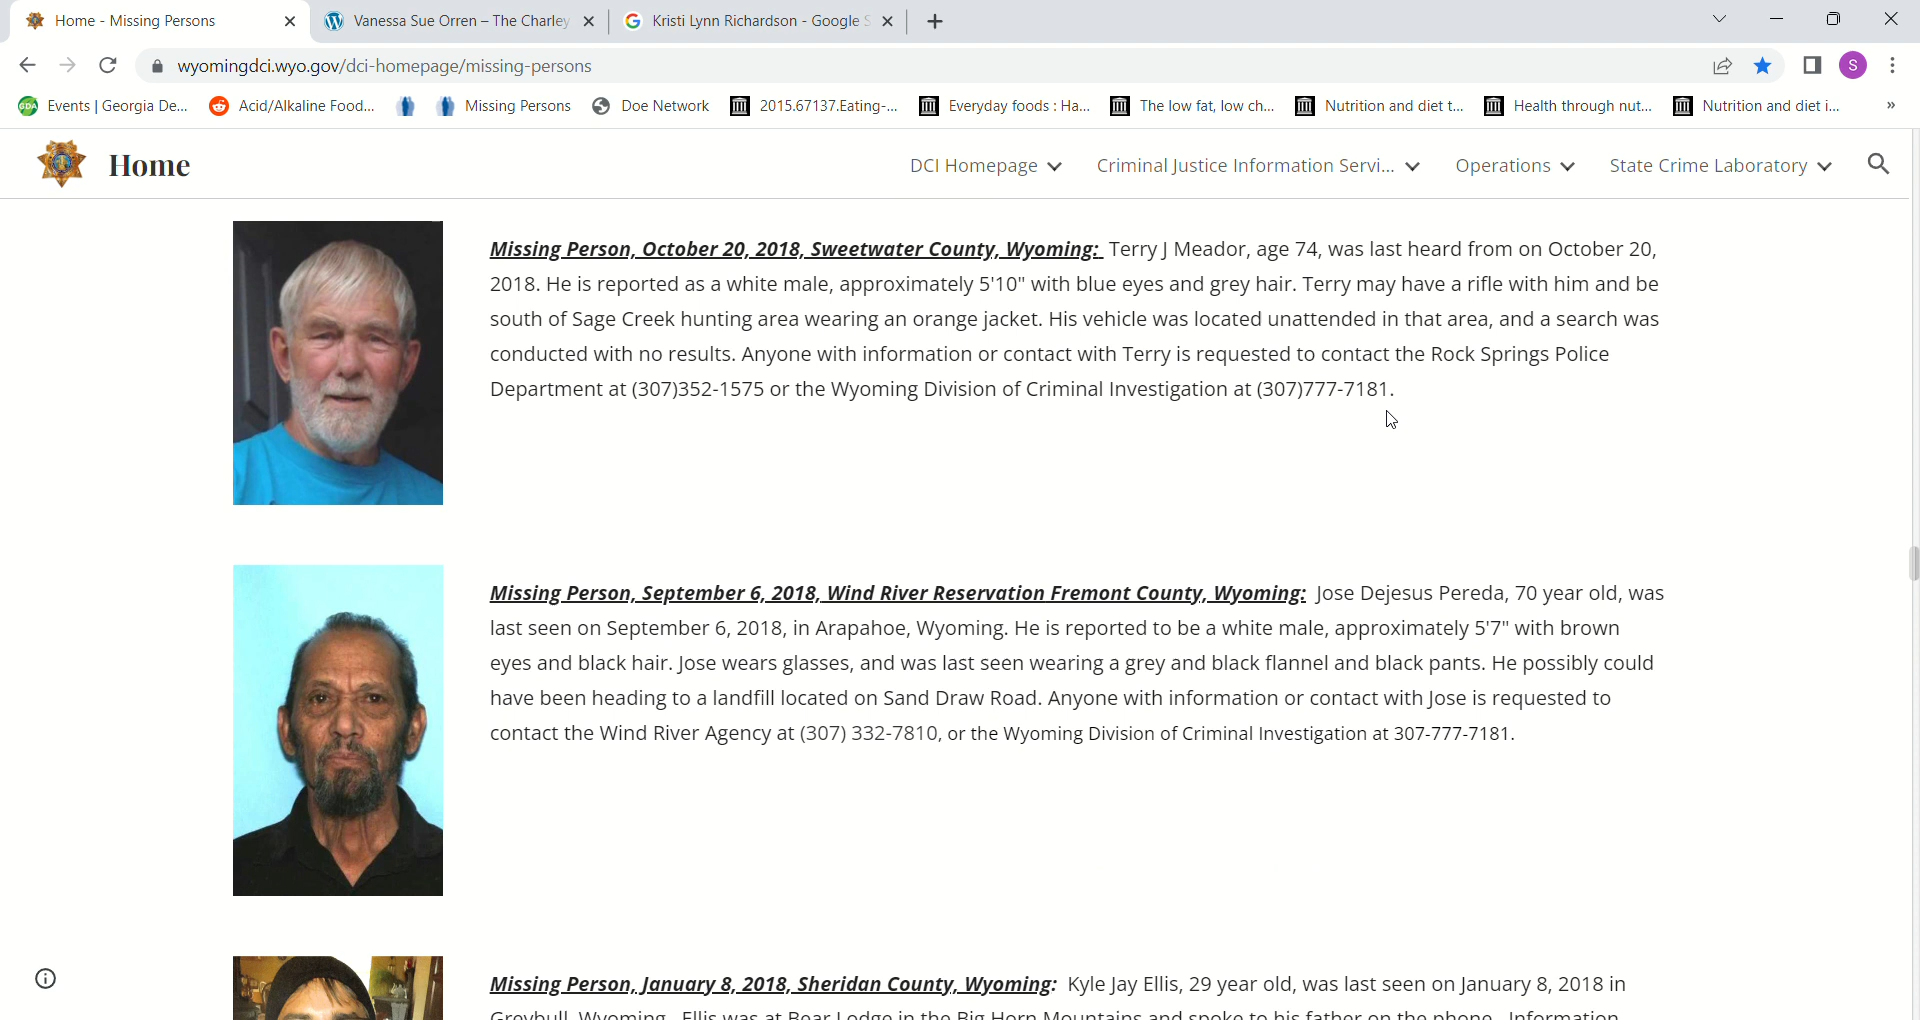 Home - Missing Persons
Vanessa Sue Orren – The Charley
Kristi Lynn Richardson - Google S
wyomingdci.wyo.gov/dci-homepage/missing-persons
S
GDA Events | Georgia De...
Acid/Alkaline Food...
Missing Persons
Doe Network
2015.67137.Eating-...
Everyday foods : Ha...
The low fat, low ch...
Nutrition and diet t...
Health through nut...
Nutrition and diet i...
»
Home
DCI Homepage
Criminal Justice Information Servi...
Operations
State Crime Laboratory
Missing Person, October 20, 2018, Sweetwater County, Wyoming: Terry J Meador, age 74, was last heard from on October 20,
2018. He is reported as a white male, approximately 5'10" with blue eyes and grey hair. Terry may have a rifle with him and be
south of Sage Creek hunting area wearing an orange jacket. His vehicle was located unattended in that area, and a search was
conducted with no results. Anyone with information or contact with Terry is requested to contact the Rock Springs Police
Department at (307)352-1575 or the Wyoming Division of Criminal Investigation at (307)777-7181.
Missing Person, September 6, 2018, Wind River Reservation Fremont County, Wyoming: Jose Dejesus Pereda, 70 year old, was
last seen on September 6, 2018, in Arapahoe, Wyoming. He is reported to be a white male, approximately 5'7" with brown
eyes and black hair. Jose wears glasses, and was last seen wearing a grey and black flannel and black pants. He possibly could
have been heading to a landfill located on Sand Draw Road. Anyone with information or contact with Jose is requested to
contact the Wind River Agency at (307) 332-7810, or the Wyoming Division of Criminal Investigation at 307-777-7181.
Missing Person, January 8, 2018, Sheridan County, Wyoming: Kyle Jay Ellis, 29 year old, was last seen on January 8, 2018 in
Greybull, Wyoming. Ellis was at Bear Lodge in the Big Horn Mountains and spoke to his father on the phone. Information